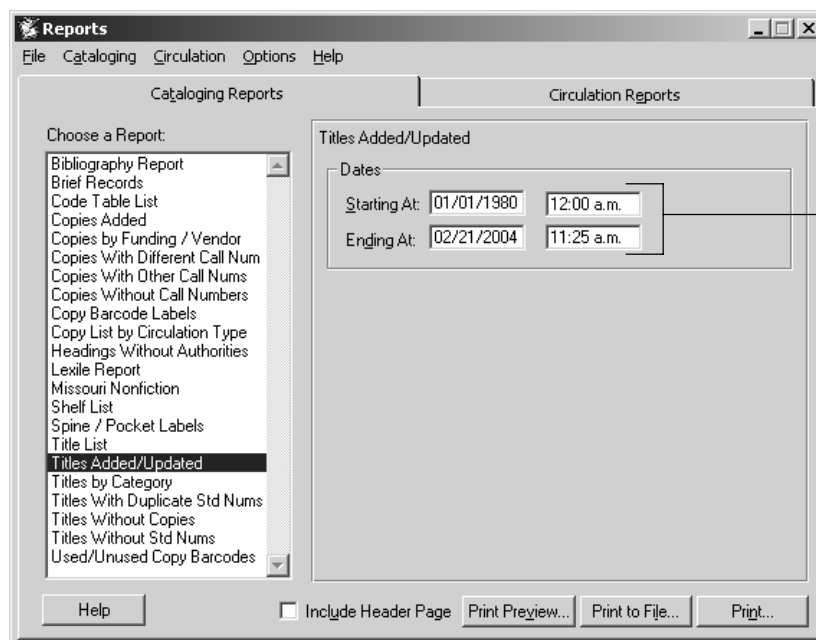 Reports
File Cataloging Circulation Options Help
Cataloging Reports
Circulation Reports
Choose a Report:
Bibliography Report
Brief Records
Code Table List
Copies Added
Copies by Funding / Vendor
Copies With Different Call Num
Copies With Other Call Nums
Copies Without Call Numbers
Copy Barcode Labels
Copy List by Circulation Type
Headings Without Authorities
Lexile Report
Missouri Nonfiction
Shelf List
Spine / Pocket Labels
Title List
Titles Added/Updated
Titles by Category
Titles With Duplicate Std Nums
Titles Without Copies
Titles Without Std Nums
Used/Unused Copy Barcodes
Titles Added/Updated
Dates
Starting At: 01/01/1980 12:00 a.m.
Ending At: 02/21/2004 11:25 a.m.
Help Include Header Page Print Preview... Print to File... Print...